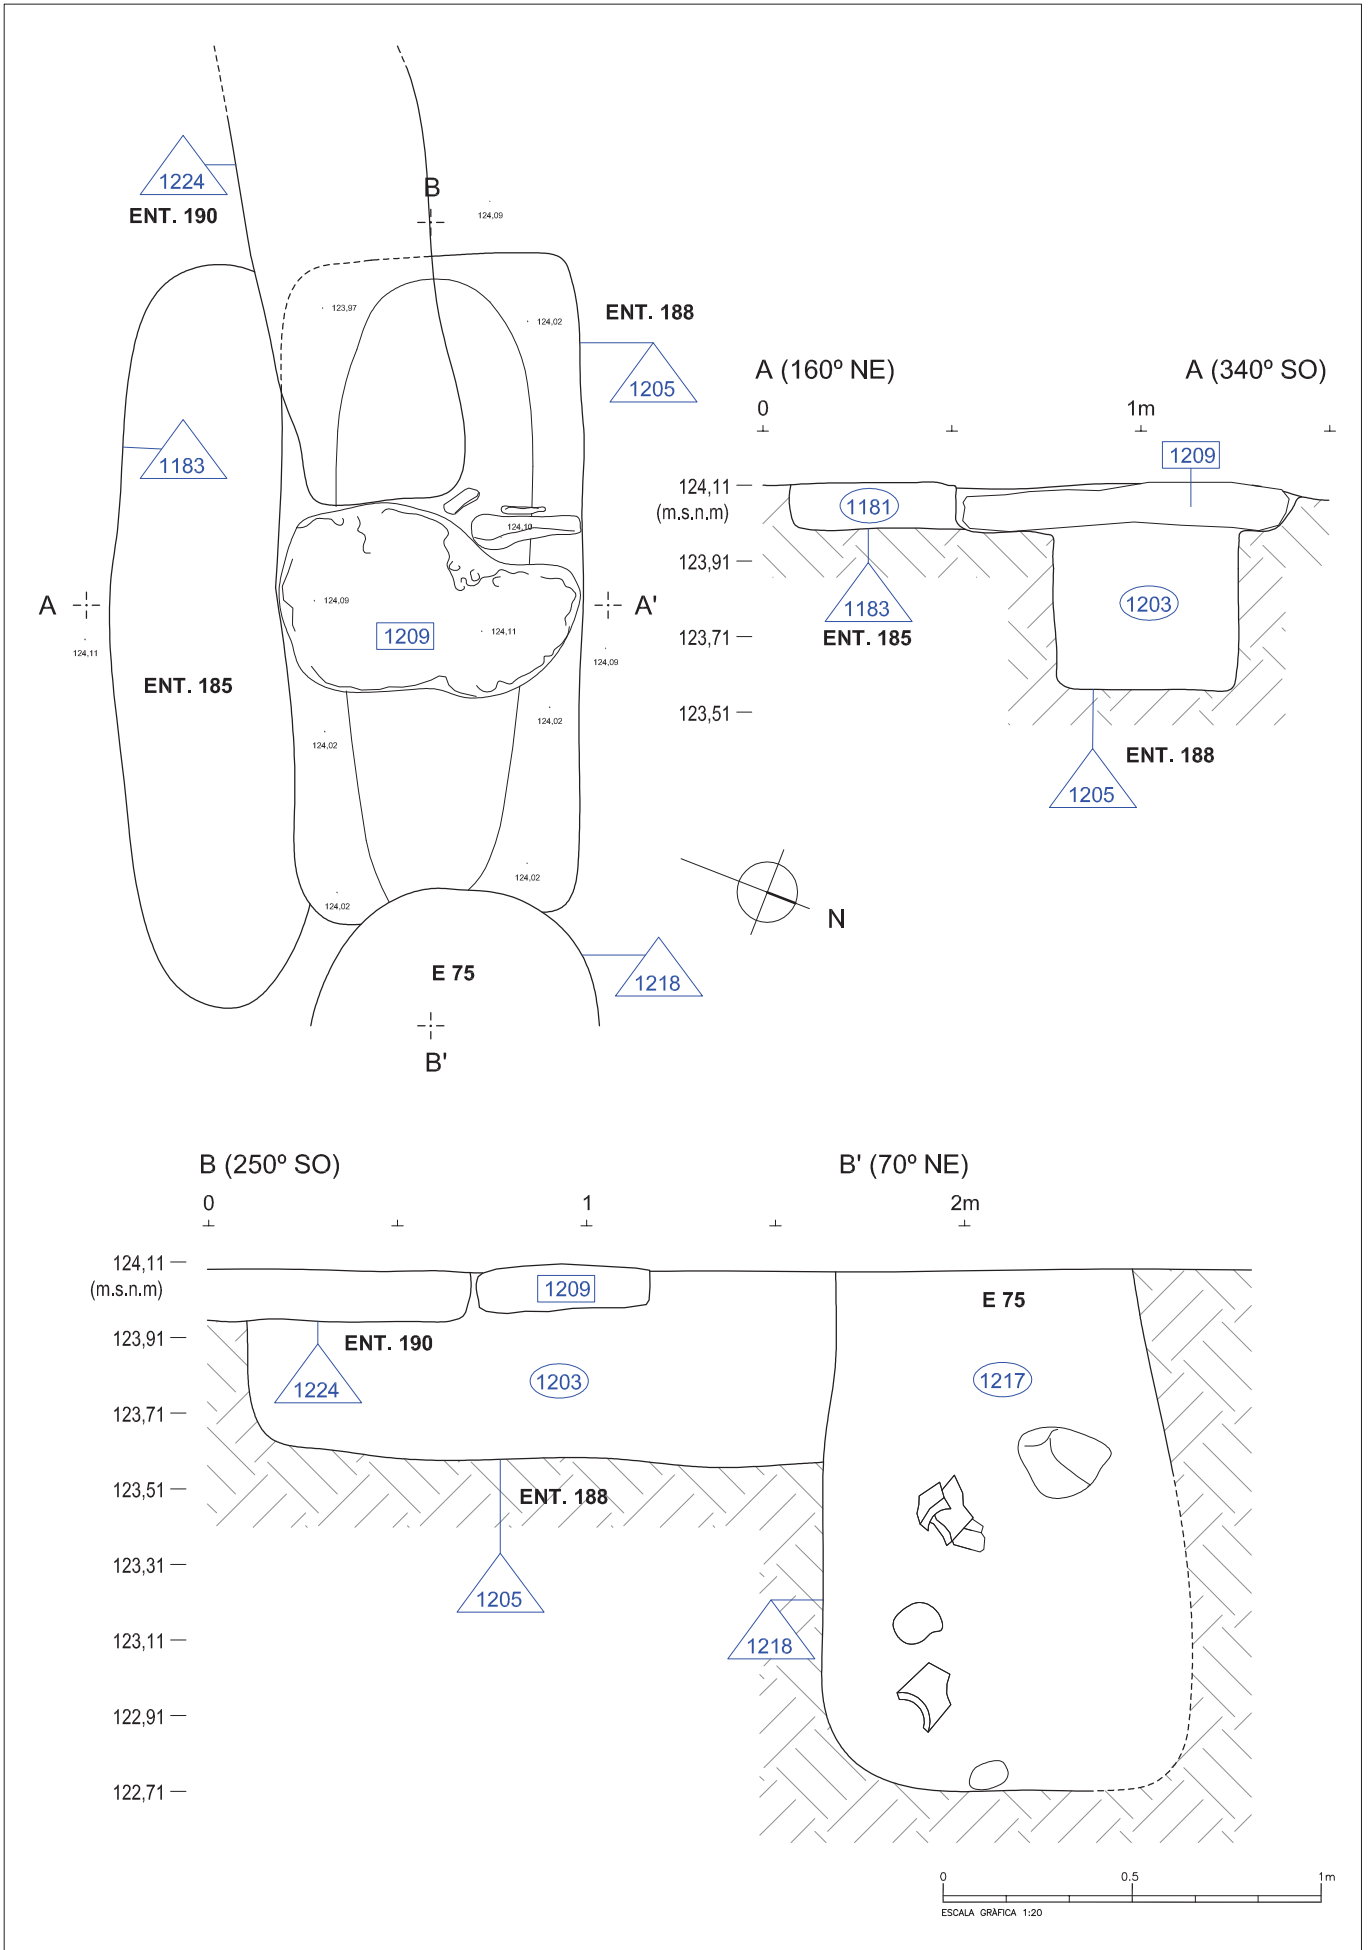 1224
ENT. 190
B
124,09
123,97
124,02
ENT. 188
1205
1183
124,10
A
124,11
124,09
1209
124,11
A'
124,09
ENT. 185
124,02
124,02
124,02
124,02
N
E 75
1218
B'
A (160º NE)
A (340º SO)
0
1m
1209
124,11
(m.s.n.m)
1181
123,91
1203
1183
ENT. 185
123,71
123,51
ENT. 188
1205
B (250º SO)
B' (70º NE)
0
1
2m
124,11
(m.s.n.m)
1209
E 75
123,91
ENT. 190
1224
1203
1217
123,71
123,51
ENT. 188
123,31
1205
123,11
1218
122,91
122,71
0
0.5
1m
ESCALA GRÀFICA 1:20